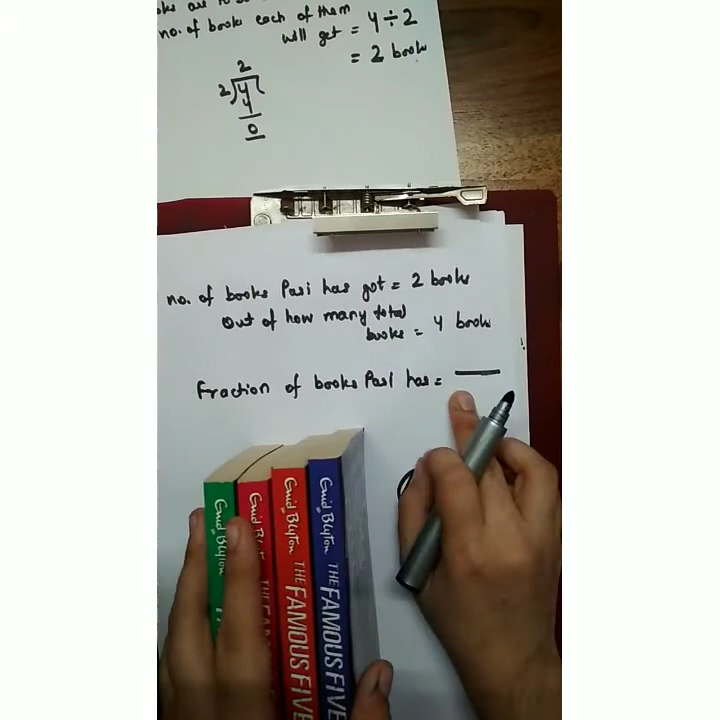 no. of books each of them
will get = 4 ÷ 2
= 2 books
2
2 4
4
0
no. of books Pari has got = 2 books
Out of how many total
books = 4 books
Fraction of books Pari has =
Enid Blyton
Enid Blyton
Enid Blyton THE FAMOUS FIVE
Enid Blyton THE FAMOUS FIVE